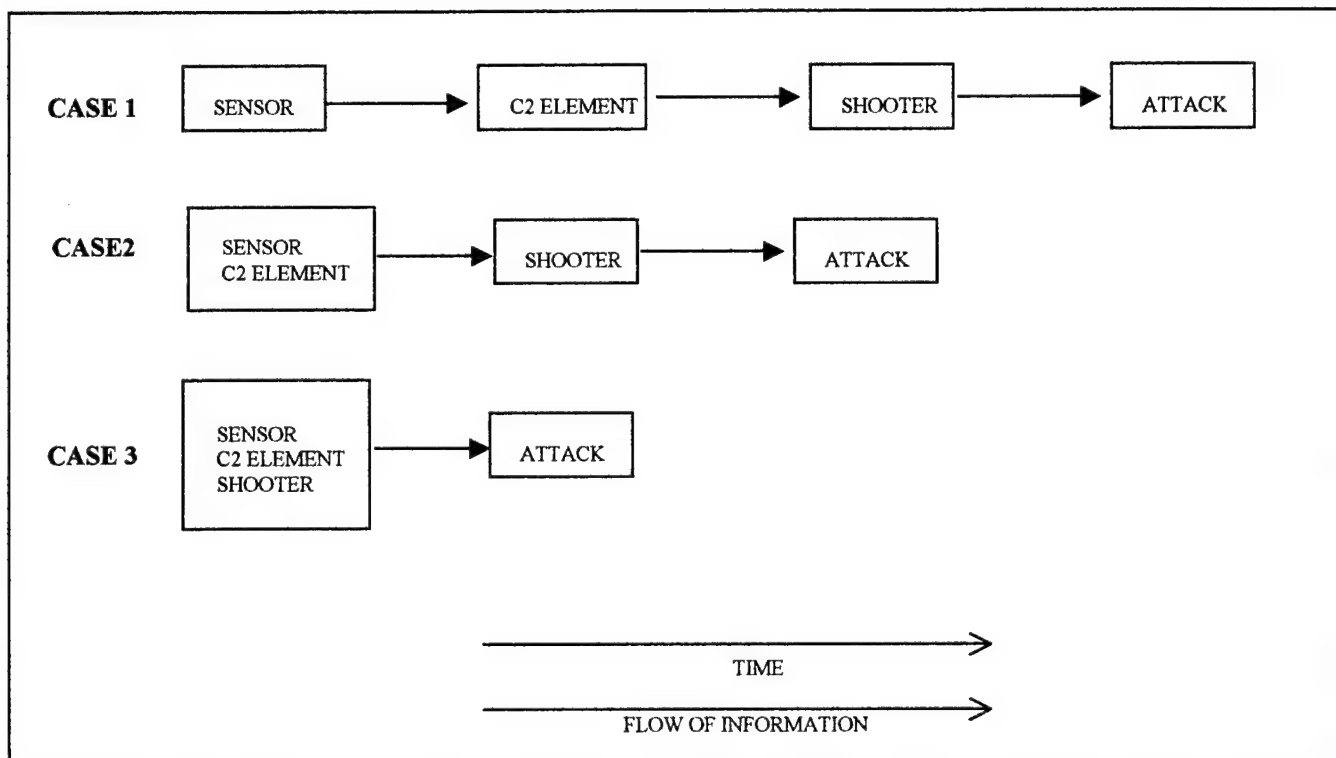 CASE 1
SENSOR
C2 ELEMENT
SHOOTER
ATTACK
CASE2
SENSOR
C2 ELEMENT
SHOOTER
ATTACK
CASE 3
SENSOR
C2 ELEMENT
SHOOTER
ATTACK
TIME
FLOW OF INFORMATION